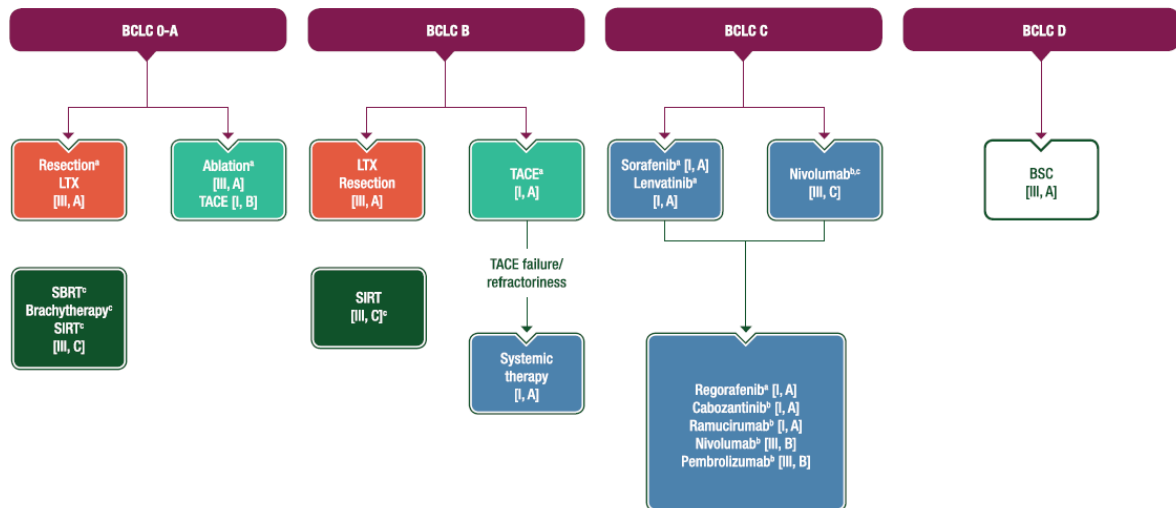 BCLC 0-A
BCLC B
BCLC C
BCLC D
Resectionᵃ
LTX
[III, A]
Ablationᵃ
[III, A]
TACE [I, B]
LTX
Resection
[III, A]
TACEᵃ
[I, A]
Sorafenibᵃ [I, A]
Lenvatinibᵃ
[I, A]
Nivolumabᵇ,ᶜ
[III, C]
BSC
[III, A]
SBRTᶜ
Brachytherapyᶜ
SIRTᶜ
[III, C]
SIRT
[III, C]ᶜ
TACE failure/
refractoriness
Systemic
therapy
[I, A]
Regorafenibᵃ [I, A]
Cabozantinibᵇ [I, A]
Ramucirumabᵇ [I, A]
Nivolumabᵇ [III, B]
Pembrolizumabᵇ [III, B]